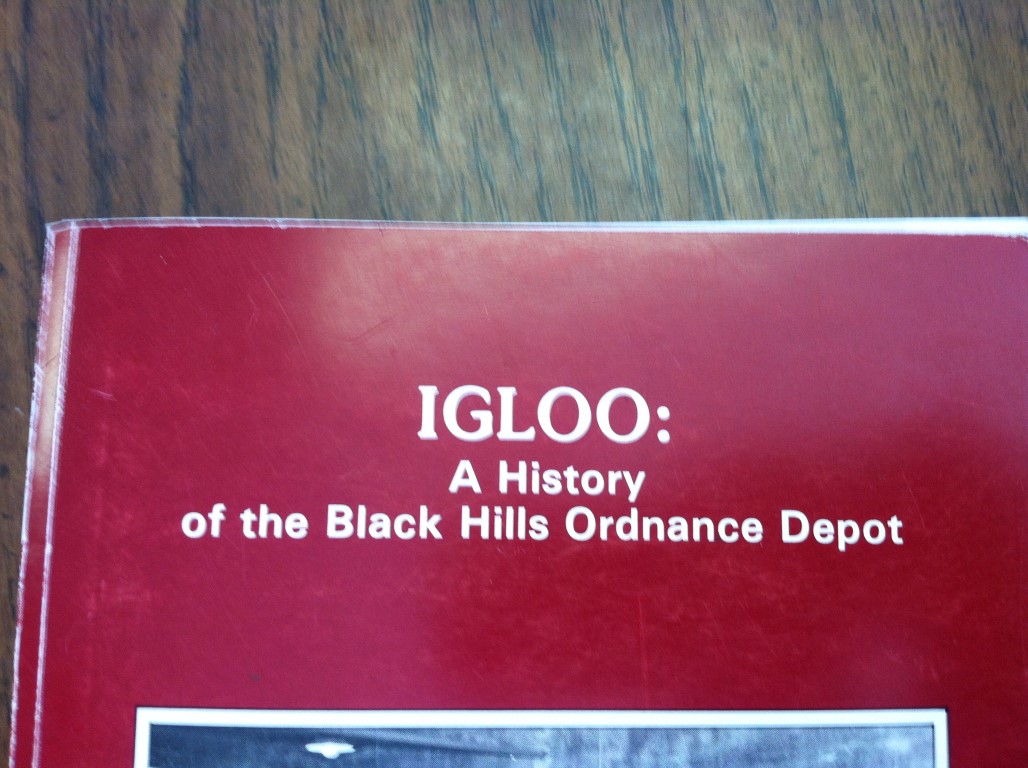 IGLOO:
A History
of the Black Hills Ordnance Depot